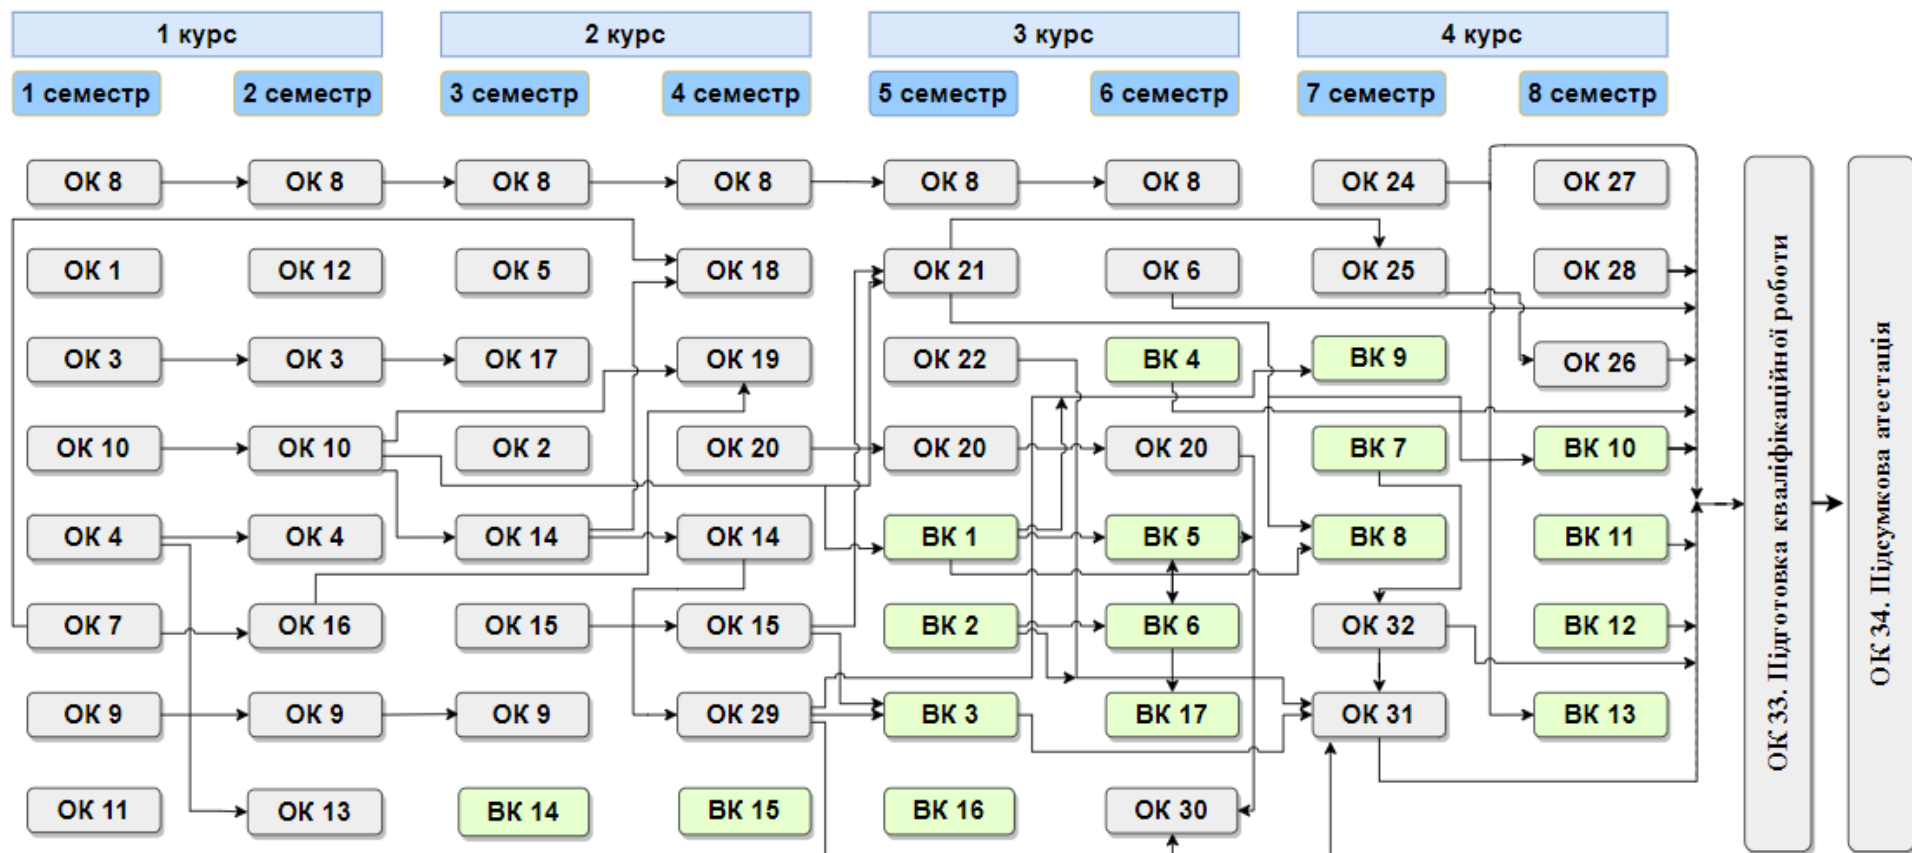 1 курс 2 курс 3 курс 4 курс
1 семестр 2 семестр 3 семестр 4 семестр 5 семестр 6 семестр 7 семестр 8 семестр
ОК 8 ОК 8 ОК 8 ОК 8 ОК 8 ОК 8 ОК 24 ОК 27
ОК 1 ОК 12 ОК 5 ОК 18 ОК 21 ОК 6 ОК 25 ОК 28
ОК 3 ОК 3 ОК 17 ОК 19 ОК 22 ВК 4 ВК 9 ОК 26
ОК 10 ОК 10 ОК 2 ОК 20 ОК 20 ОК 20 ВК 7 ВК 10
ОК 4 ОК 4 ОК 14 ОК 14 ВК 1 ВК 5 ВК 8 ВК 11
ОК 7 ОК 16 ОК 15 ОК 15 ВК 2 ВК 6 ОК 32 ВК 12
ОК 9 ОК 9 ОК 9 ОК 29 ВК 3 ВК 17 ОК 31 ВК 13
ОК 11 ОК 13 ВК 14 ВК 15 ВК 16 ОК 30
ОК 33. Підготовка кваліфікаційної роботи
ОК 34. Підсумкова атестація